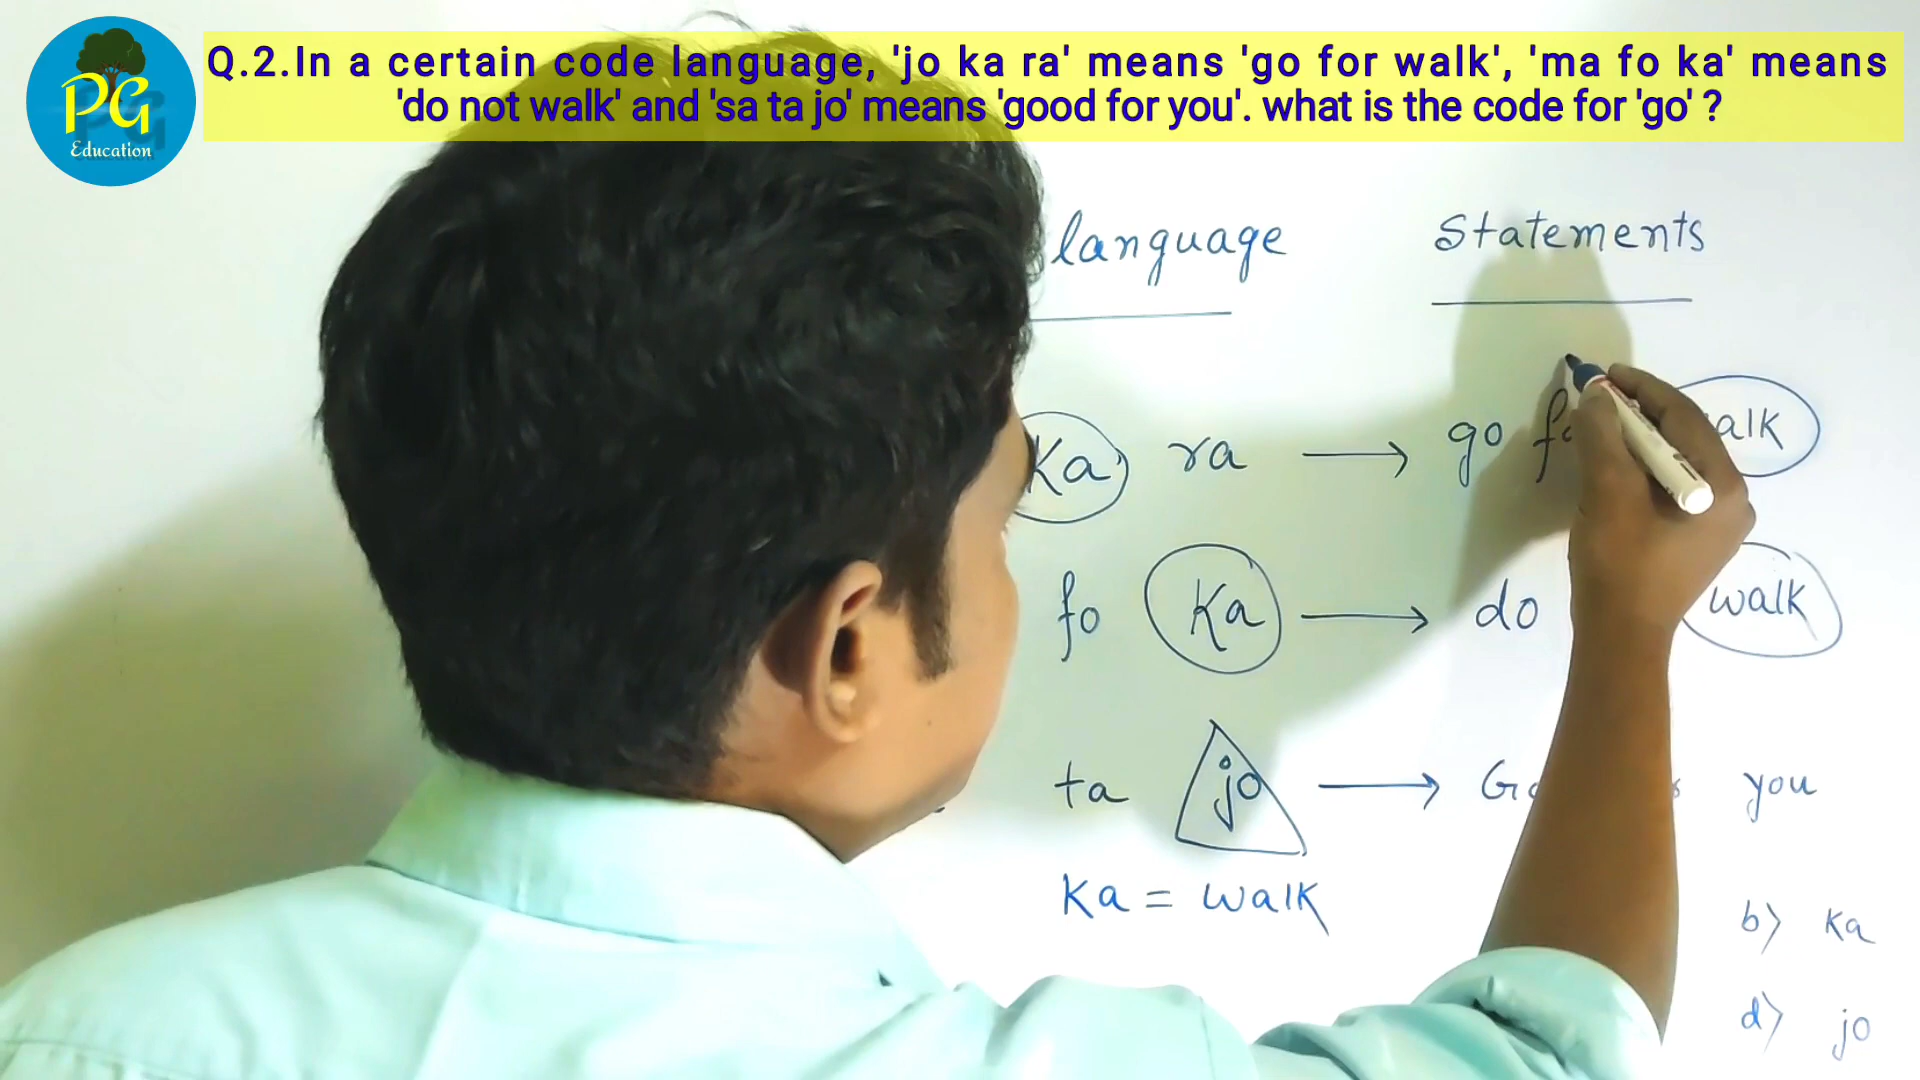 PG
Education
Q.2.In a certain code language, 'jo ka ra' means 'go for walk', 'ma fo ka' means
'do not walk' and 'sa ta jo' means 'good for you'. what is the code for 'go' ?
language statements
Ka ra → go
fo Ka → do walk
ta jo → you
Ka = walk
b) Ka
d) jo